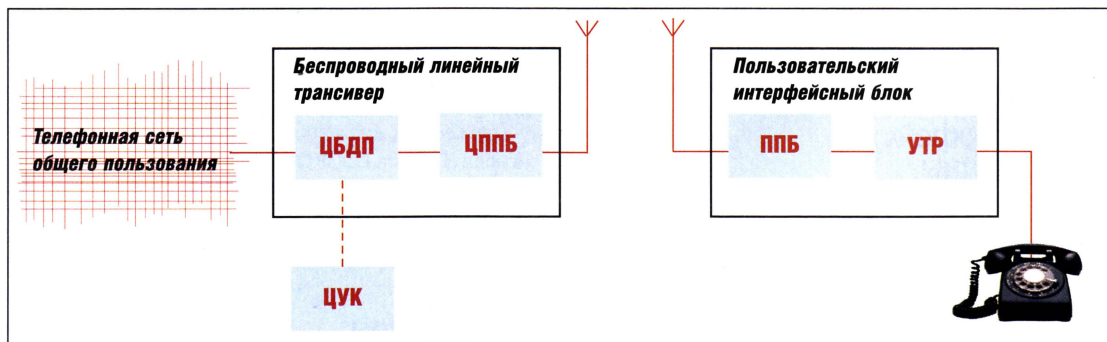 Телефонная сеть
общего пользования
Беспроводный линейный
трансивер
ЦБДП
ЦППБ
ЦУК
Пользовательский
интерфейсный блок
ППБ
УТР